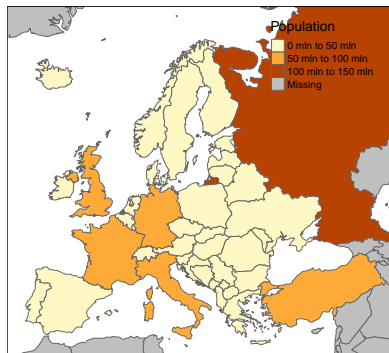 Population
0 mln to 50 mln
50 mln to 100 mln
100 mln to 150 mln
Missing